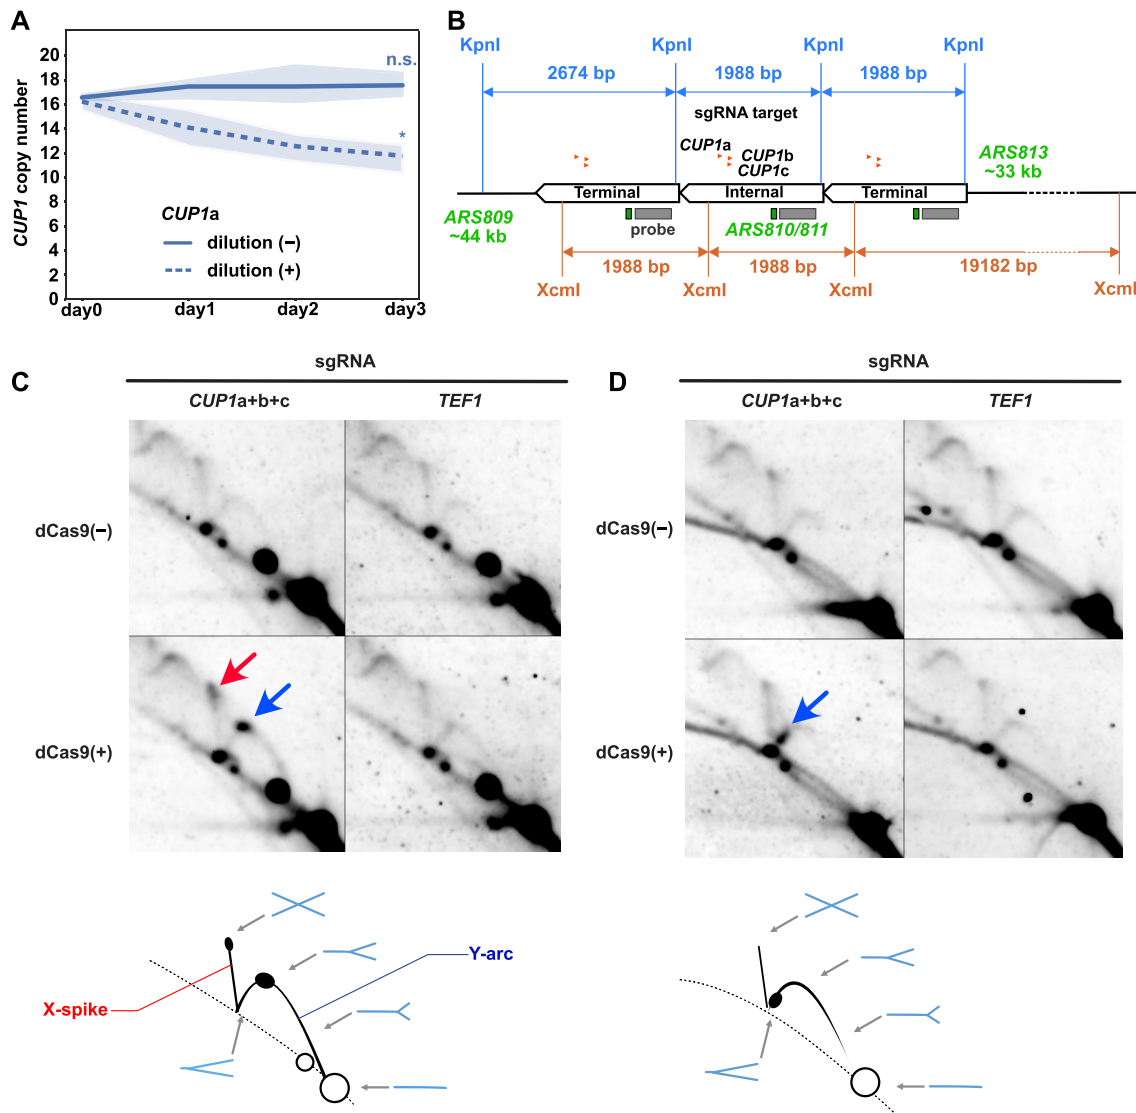 A
CUP1 copy number
20
18
16
14
12
10
8
6
4
2
0
n.s.
*
CUP1a
dilution (−)
dilution (+)
day0 day1 day2 day3
B
KpnI KpnI KpnI KpnI
2674 bp 1988 bp 1988 bp
sgRNA target
CUP1a
CUP1b
CUP1c
ARS813
~33 kb
Terminal Internal Terminal
ARS809
~44 kb
probe ARS810/811
1988 bp 1988 bp 19182 bp
XcmI XcmI XcmI XcmI
C
sgRNA
CUP1a+b+c TEF1
dCas9(−)
dCas9(+)
X-spike
Y-arc
D
sgRNA
CUP1a+b+c TEF1
dCas9(−)
dCas9(+)